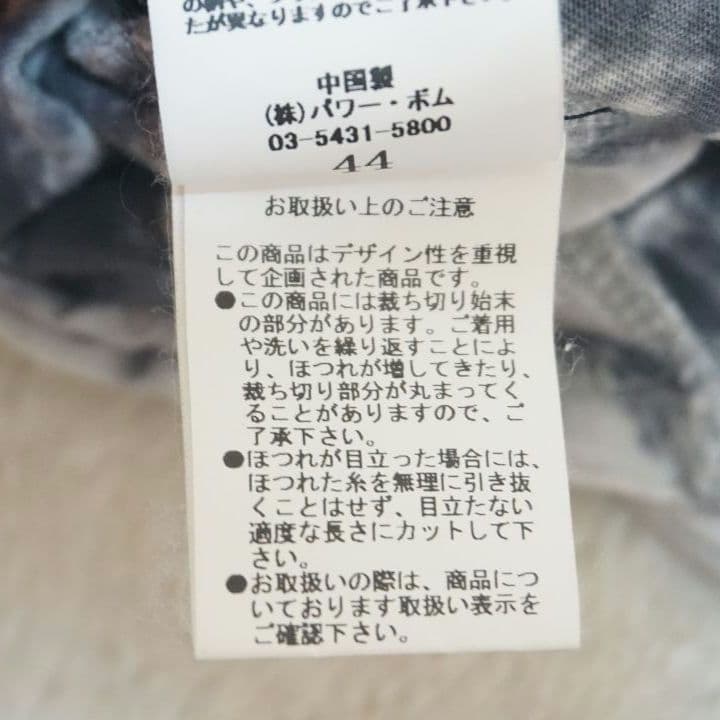 たが異なりますのでご了承下さい。
中国製
(株)パワー・ボム
03-5431-5800
44
お取扱い上のご注意
この商品はデザイン性を重視
して企画された商品です。
●この商品には裁ち切り始末
の部分があります。ご着用
や洗いを繰り返すことによ
り、ほつれが増してきたり、
裁ち切り部分が丸まってく
ることがありますので、ご
了承下さい。
●ほつれが目立った場合には、
ほつれた糸を無理に引き抜
くことはせず、目立たない
適度な長さにカットして下
さい。
●お取扱いの際は、商品につ
いております取扱い表示を
ご確認下さい。